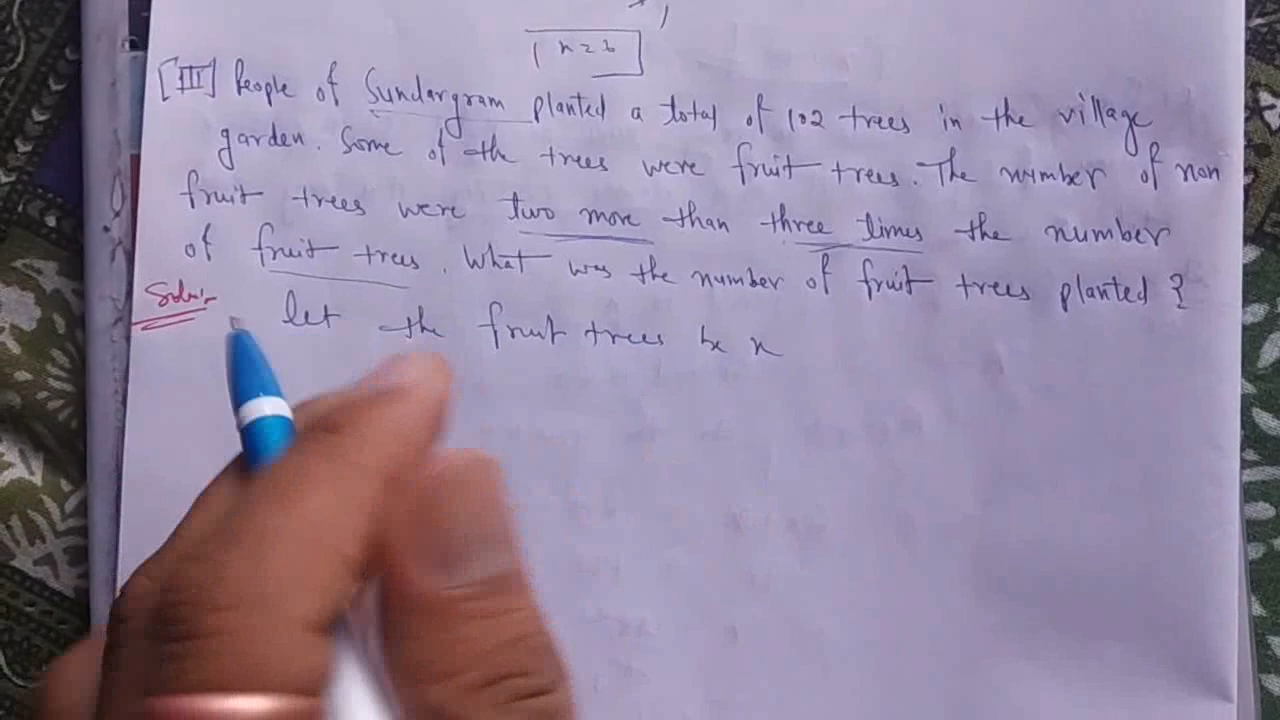 n = 6
[III] People of Sundargram planted a total of 102 trees in the village
garden. Some of the trees were fruit trees. The number of non
fruit trees were two more than three times the number
of fruit trees. What was the number of fruit trees planted?
Soln:-
let the fruit trees be x